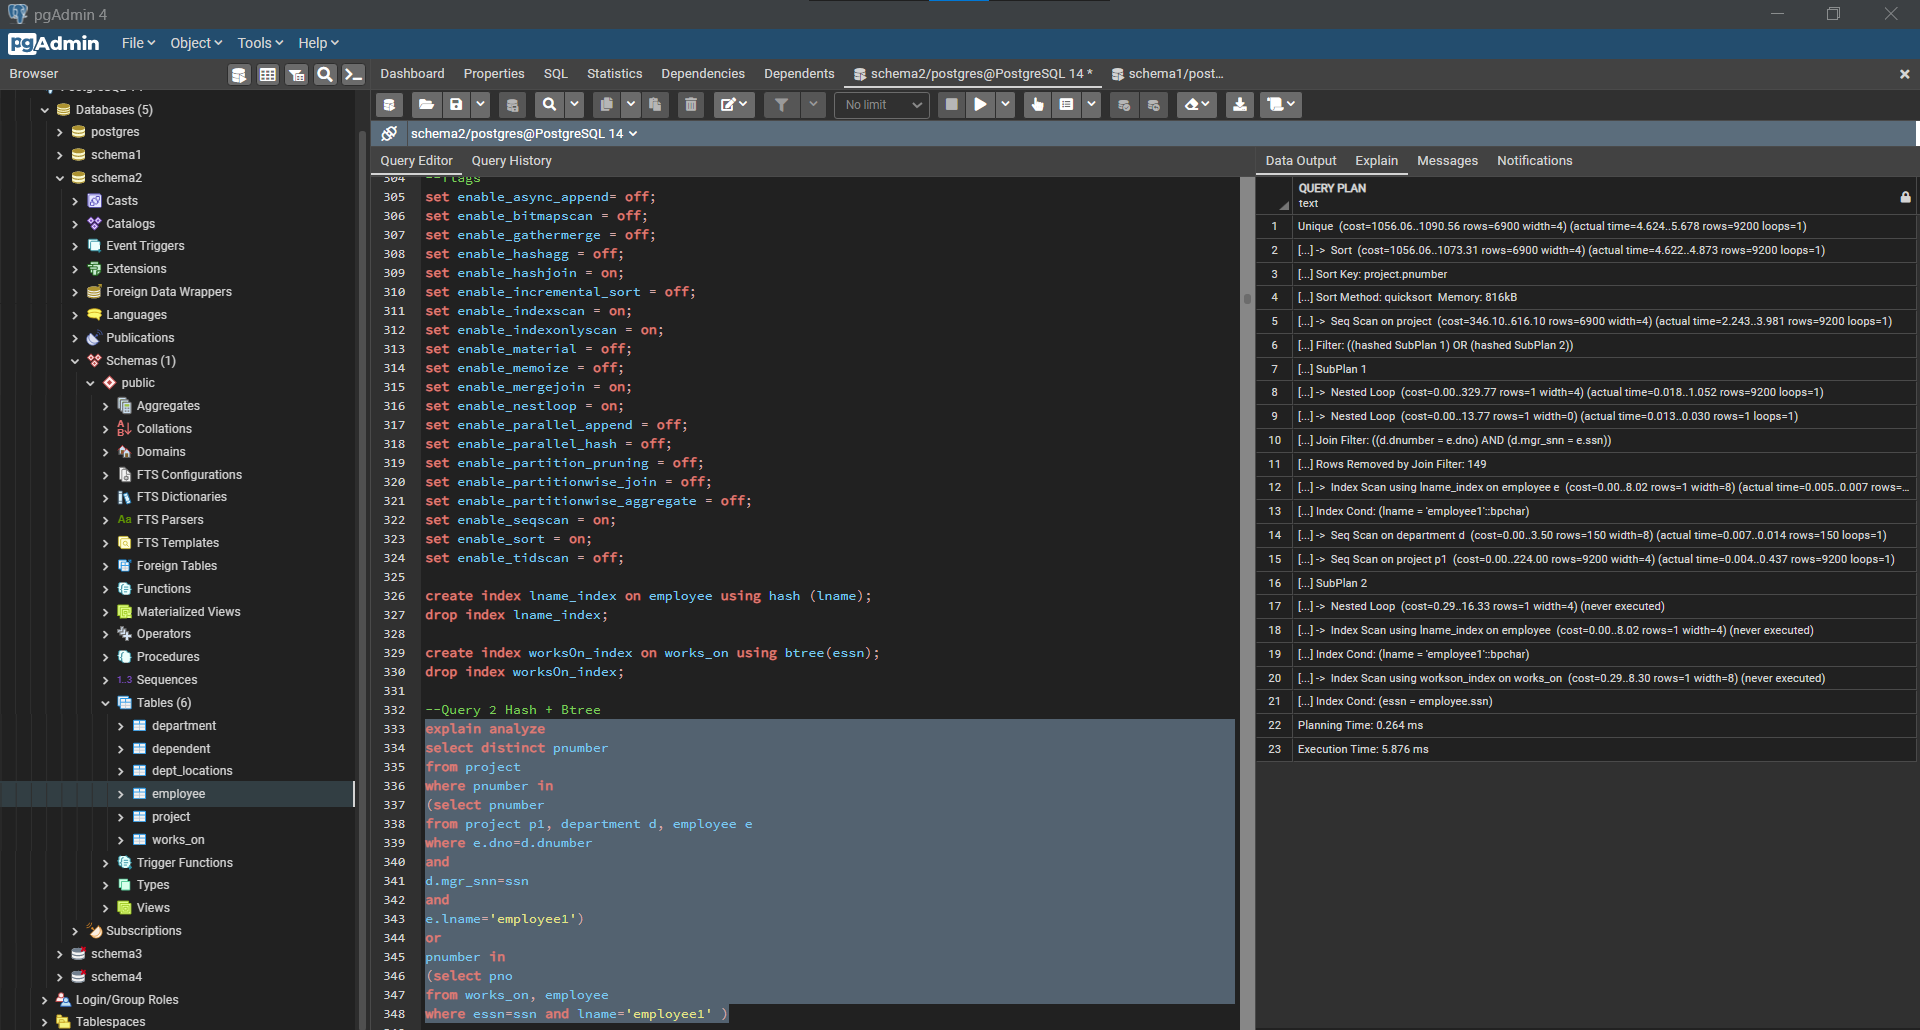 pgAdmin 4
pgAdmin
File
Object
Tools
Help
Browser
Dashboard
Properties
SQL
Statistics
Dependencies
Dependents
schema2/postgres@PostgreSQL 14 *
schema1/post...
No limit
schema2/postgres@PostgreSQL 14
Databases (5)
postgres
schema1
schema2
Casts
Catalogs
Event Triggers
Extensions
Foreign Data Wrappers
Languages
Publications
Schemas (1)
public
Aggregates
Collations
Domains
FTS Configurations
FTS Dictionaries
Aa FTS Parsers
FTS Templates
Foreign Tables
Functions
Materialized Views
Operators
Procedures
1..3 Sequences
Tables (6)
department
dependent
dept_locations
employee
project
works_on
Trigger Functions
Types
Views
Subscriptions
schema3
schema4
Login/Group Roles
Tablespaces
Query Editor
Query History
304 --flags
305 set enable_async_append= off;
306 set enable_bitmapscan = off;
307 set enable_gathermerge = off;
308 set enable_hashagg = off;
309 set enable_hashjoin = on;
310 set enable_incremental_sort = off;
311 set enable_indexscan = on;
312 set enable_indexonlyscan = on;
313 set enable_material = off;
314 set enable_memoize = off;
315 set enable_mergejoin = on;
316 set enable_nestloop = on;
317 set enable_parallel_append = off;
318 set enable_parallel_hash = off;
319 set enable_partition_pruning = off;
320 set enable_partitionwise_join = off;
321 set enable_partitionwise_aggregate = off;
322 set enable_seqscan = on;
323 set enable_sort = on;
324 set enable_tidscan = off;
325
326 create index lname_index on employee using hash (lname);
327 drop index lname_index;
328
329 create index worksOn_index on works_on using btree(essn);
330 drop index worksOn_index;
331
332 --Query 2 Hash + Btree
333 explain analyze
334 select distinct pnumber
335 from project
336 where pnumber in
337 (select pnumber
338 from project p1, department d, employee e
339 where e.dno=d.dnumber
340 and
341 d.mgr_snn=ssn
342 and
343 e.lname='employee1')
344 or
345 pnumber in
346 (select pno
347 from works_on, employee
348 where essn=ssn and lname='employee1' )
Data Output
Explain
Messages
Notifications
QUERY PLAN
text
1 Unique (cost=1056.06..1090.56 rows=6900 width=4) (actual time=4.624..5.678 rows=9200 loops=1)
2 [...] -> Sort (cost=1056.06..1073.31 rows=6900 width=4) (actual time=4.622..4.873 rows=9200 loops=1)
3 [...] Sort Key: project.pnumber
4 [...] Sort Method: quicksort Memory: 816kB
5 [...] -> Seq Scan on project (cost=346.10..616.10 rows=6900 width=4) (actual time=2.243..3.981 rows=9200 loops=1)
6 [...] Filter: ((hashed SubPlan 1) OR (hashed SubPlan 2))
7 [...] SubPlan 1
8 [...] -> Nested Loop (cost=0.00..329.77 rows=1 width=4) (actual time=0.018..1.052 rows=9200 loops=1)
9 [...] -> Nested Loop (cost=0.00..13.77 rows=1 width=0) (actual time=0.013..0.030 rows=1 loops=1)
10 [...] Join Filter: ((d.dnumber = e.dno) AND (d.mgr_snn = e.ssn))
11 [...] Rows Removed by Join Filter: 149
12 [...] -> Index Scan using lname_index on employee e (cost=0.00..8.02 rows=1 width=8) (actual time=0.005..0.007 rows=...
13 [...] Index Cond: (lname = 'employee1'::bpchar)
14 [...] -> Seq Scan on department d (cost=0.00..3.50 rows=150 width=8) (actual time=0.007..0.014 rows=150 loops=1)
15 [...] -> Seq Scan on project p1 (cost=0.00..224.00 rows=9200 width=4) (actual time=0.004..0.437 rows=9200 loops=1)
16 [...] SubPlan 2
17 [...] -> Nested Loop (cost=0.29..16.33 rows=1 width=4) (never executed)
18 [...] -> Index Scan using lname_index on employee (cost=0.00..8.02 rows=1 width=4) (never executed)
19 [...] Index Cond: (lname = 'employee1'::bpchar)
20 [...] -> Index Scan using workson_index on works_on (cost=0.29..8.30 rows=1 width=8) (never executed)
21 [...] Index Cond: (essn = employee.ssn)
22 Planning Time: 0.264 ms
23 Execution Time: 5.876 ms